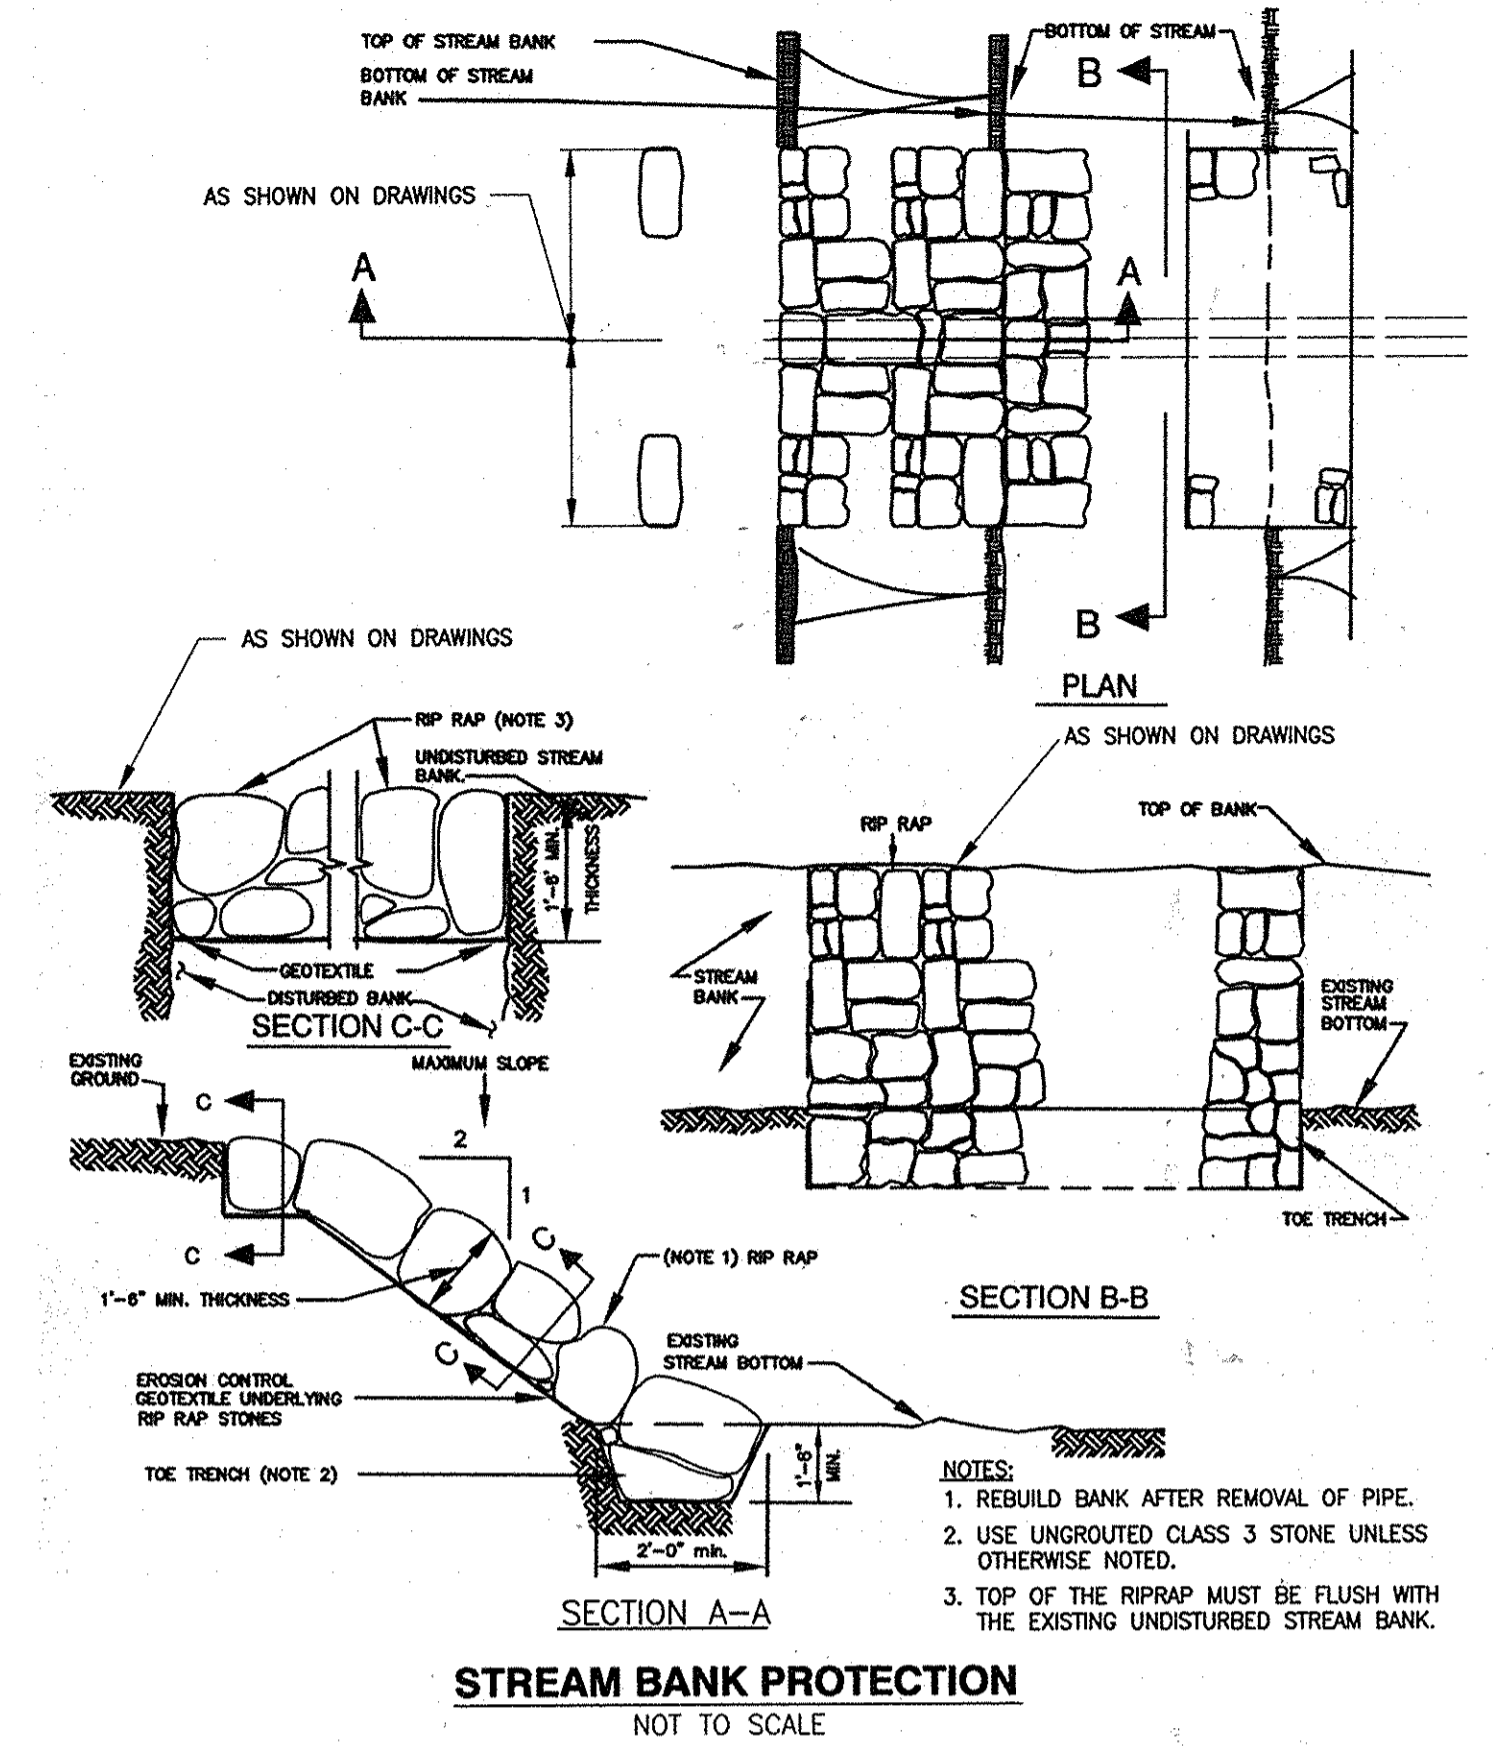 TOP OF STREAM BANK
BOTTOM OF STREAM
BANK
BOTTOM OF STREAM
B
AS SHOWN ON DRAWINGS
A
A
B
PLAN
AS SHOWN ON DRAWINGS
RIP RAP (NOTE 3)
UNDISTURBED STREAM
BANK.
1'-6" MIN.
THICKNESS
GEOTEXTILE
DISTURBED BANK
SECTION C-C
AS SHOWN ON DRAWINGS
RIP RAP
TOP OF BANK
STREAM
BANK
EXISTING
STREAM
BOTTOM
TOE TRENCH
SECTION B-B
EXISTING
GROUND
MAXIMUM SLOPE
C
2
1
C
C
1'-6" MIN. THICKNESS
(NOTE 1) RIP RAP
C
EXISTING
STREAM BOTTOM
EROSION CONTROL
GEOTEXTILE UNDERLYING
RIP RAP STONES
TOE TRENCH (NOTE 2)
1'-6"
MIN.
2'-0" min.
SECTION A-A
NOTES:
1. REBUILD BANK AFTER REMOVAL OF PIPE.
2. USE UNGROUTED CLASS 3 STONE UNLESS
OTHERWISE NOTED.
3. TOP OF THE RIPRAP MUST BE FLUSH WITH
THE EXISTING UNDISTURBED STREAM BANK.
STREAM BANK PROTECTION
NOT TO SCALE